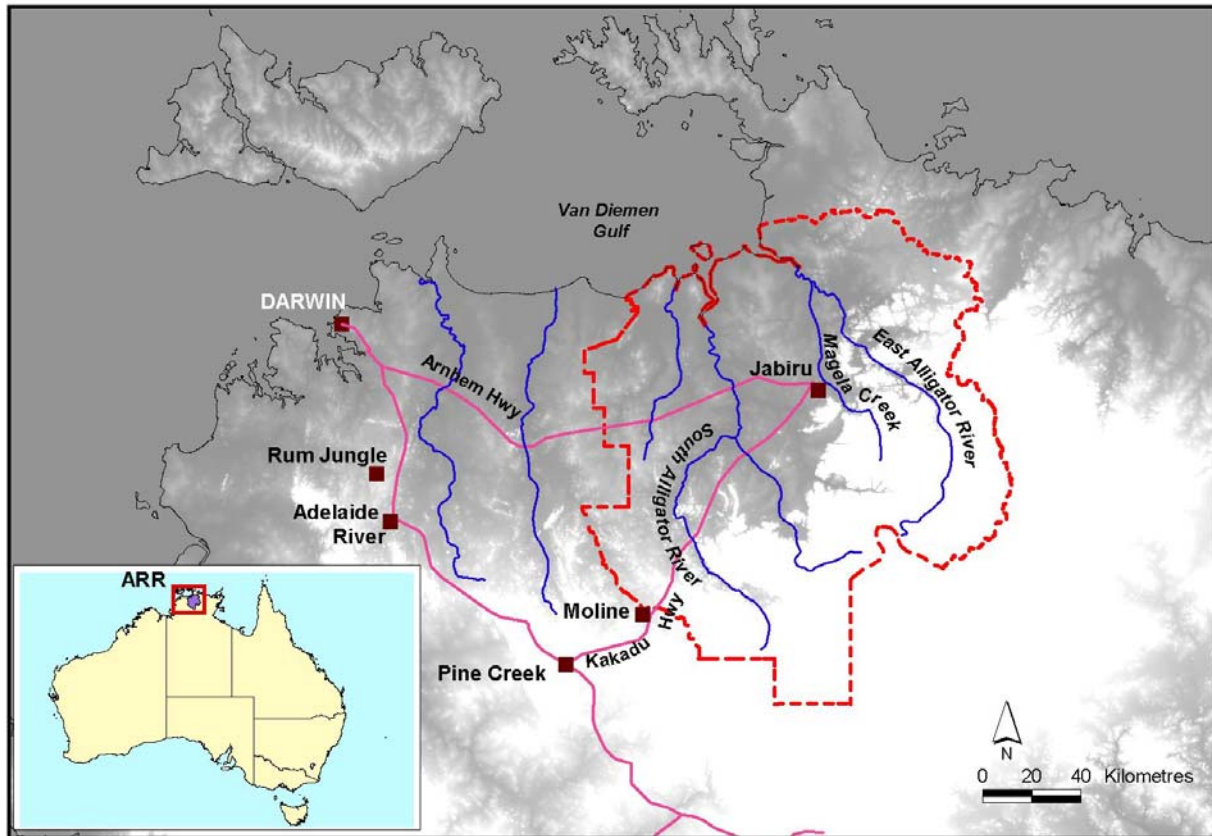 Van Diemen
Gulf
DARWIN
Arnhem Hwy
Jabiru
Magela Creek
East Alligator River
Rum Jungle
Adelaide
River
South Alligator River
Moline
Kakadu Hwy
Pine Creek
ARR
N
0 20 40 Kilometres